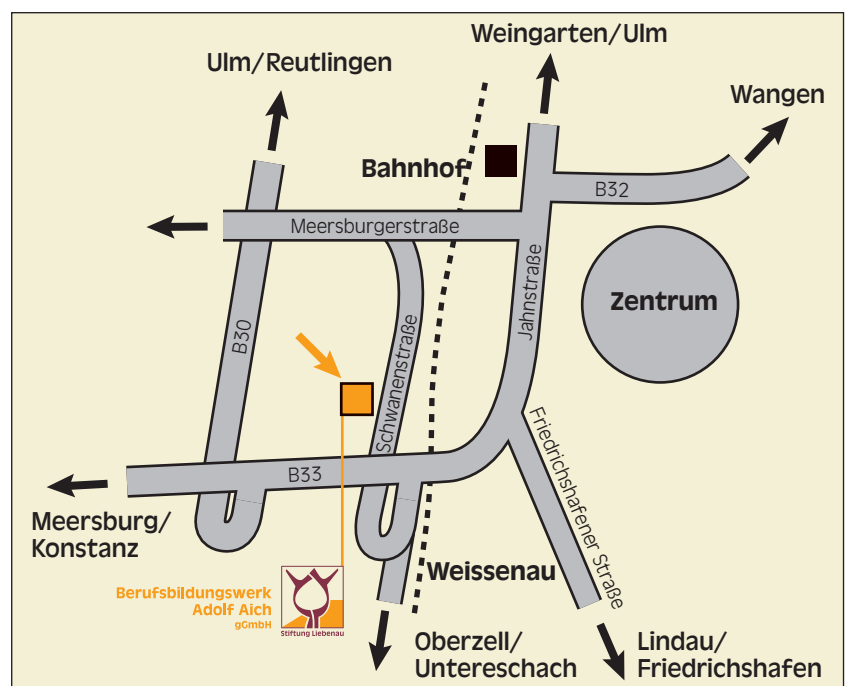 Weingarten/Ulm
Ulm/Reutlingen
Wangen
Bahnhof
B32
Meersburgerstraße
Zentrum
Jahnstraße
B30
Schwanenstraße
Friedrichshafener Straße
B33
Meersburg/
Konstanz
Weissenau
Berufsbildungswerk
Adolf Aich
gGmbH
Stiftung Liebenau
Oberzell/
Untereschach
Lindau/
Friedrichshafen